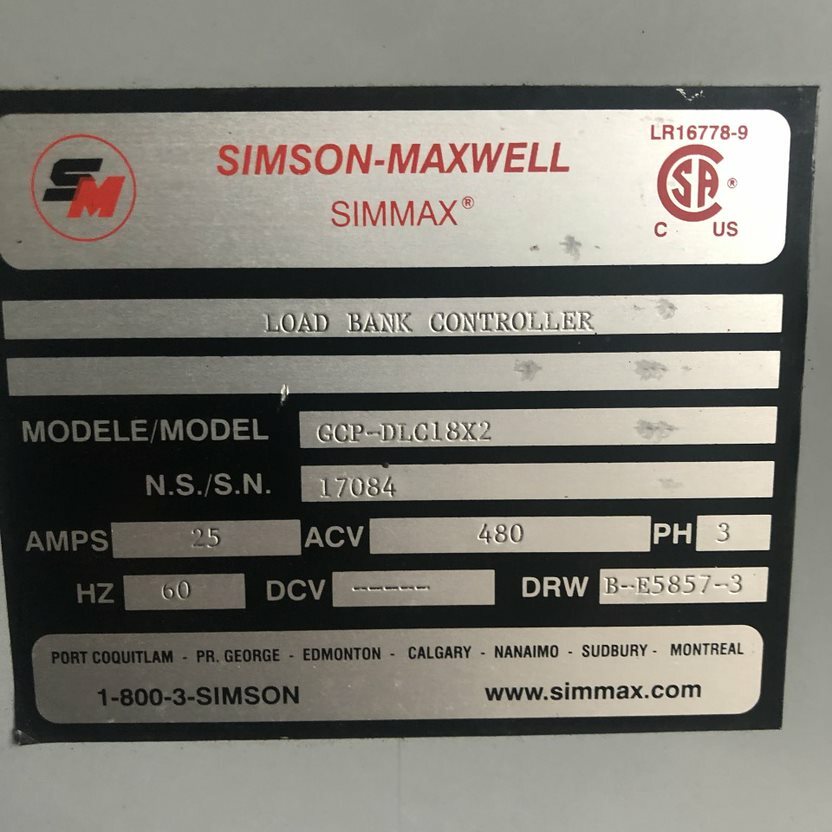 SM
SIMSON-MAXWELL
SIMMAX®
LR16778-9
CSA®
C US
LOAD BANK CONTROLLER
MODELE/MODEL GCP-DLC18X2
N.S./S.N. 17084
AMPS 25 ACV 480 PH 3
HZ 60 DCV ----- DRW B-E5857-3
PORT COQUITLAM - PR. GEORGE - EDMONTON - CALGARY - NANAIMO - SUDBURY - MONTREAL
1-800-3-SIMSON www.simmax.com